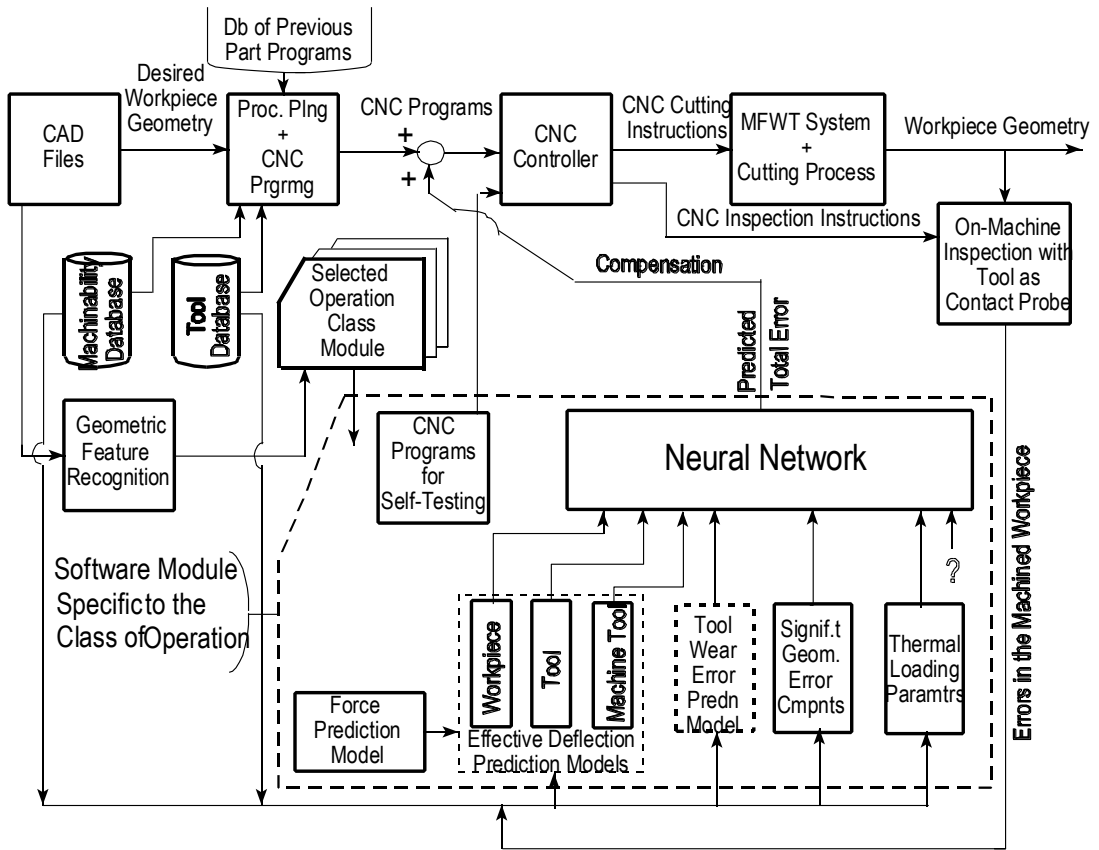 Db of Previous
Part Programs
Desired
Workpiece
Geometry
CAD
Files
Proc. Plng
+
CNC
Prgrmg
CNC Programs
+
+
CNC
Controller
CNC Cutting
Instructions
MFWT System
+
Cutting Process
Workpiece Geometry
CNC Inspection Instructions
On-Machine
Inspection with
Tool as
Contact Probe
Machinability
Database
Tool
Database
Selected
Operation
Class
Module
Compensation
Predicted
Total Error
Geometric
Feature
Recognition
CNC
Programs
for
Self-Testing
Neural Network
Errors in the Machined Workpiece
Software Module
Specific to the
Class of Operation
?
Workpiece
Tool
Machine Tool
Effective Deflection
Prediction Models
Force
Prediction
Model
Tool
Wear
Error
Predn
Model
Signif.t
Geom.
Error
Cmpnts
Thermal
Loading
Paramtrs